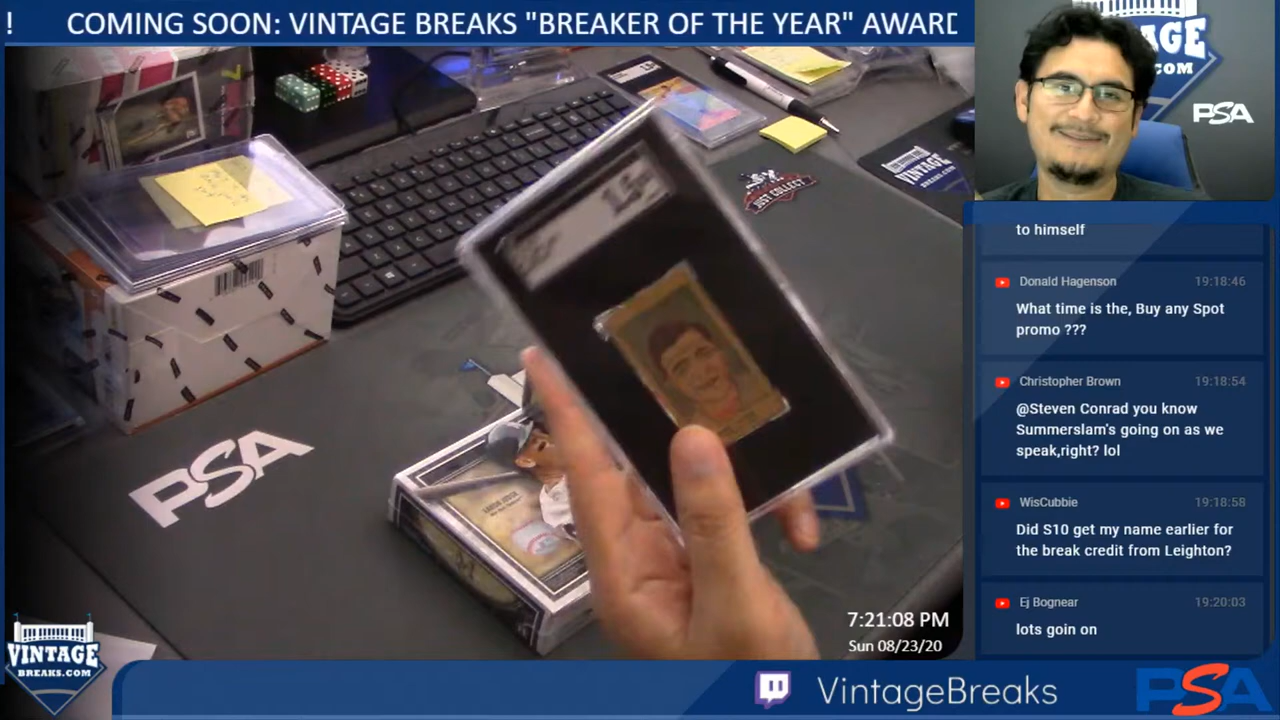 ! COMING SOON: VINTAGE BREAKS "BREAKER OF THE YEAR" AWARD
AGE
.COM
PSA
JUST COLLECT
VINTAGE
PSA
to himself
Donald Hagenson 19:18:46
What time is the, Buy any Spot
promo ???
Christopher Brown 19:18:54
@Steven Conrad you know
Summerslam's going on as we
speak,right? lol
WisCubbie 19:18:58
Did S10 get my name earlier for
the break credit from Leighton?
Ej Bognear 19:20:03
lots goin on
7:21:08 PM
Sun 08/23/20
VINTAGE
BREAKS.COM
VintageBreaks
PSA